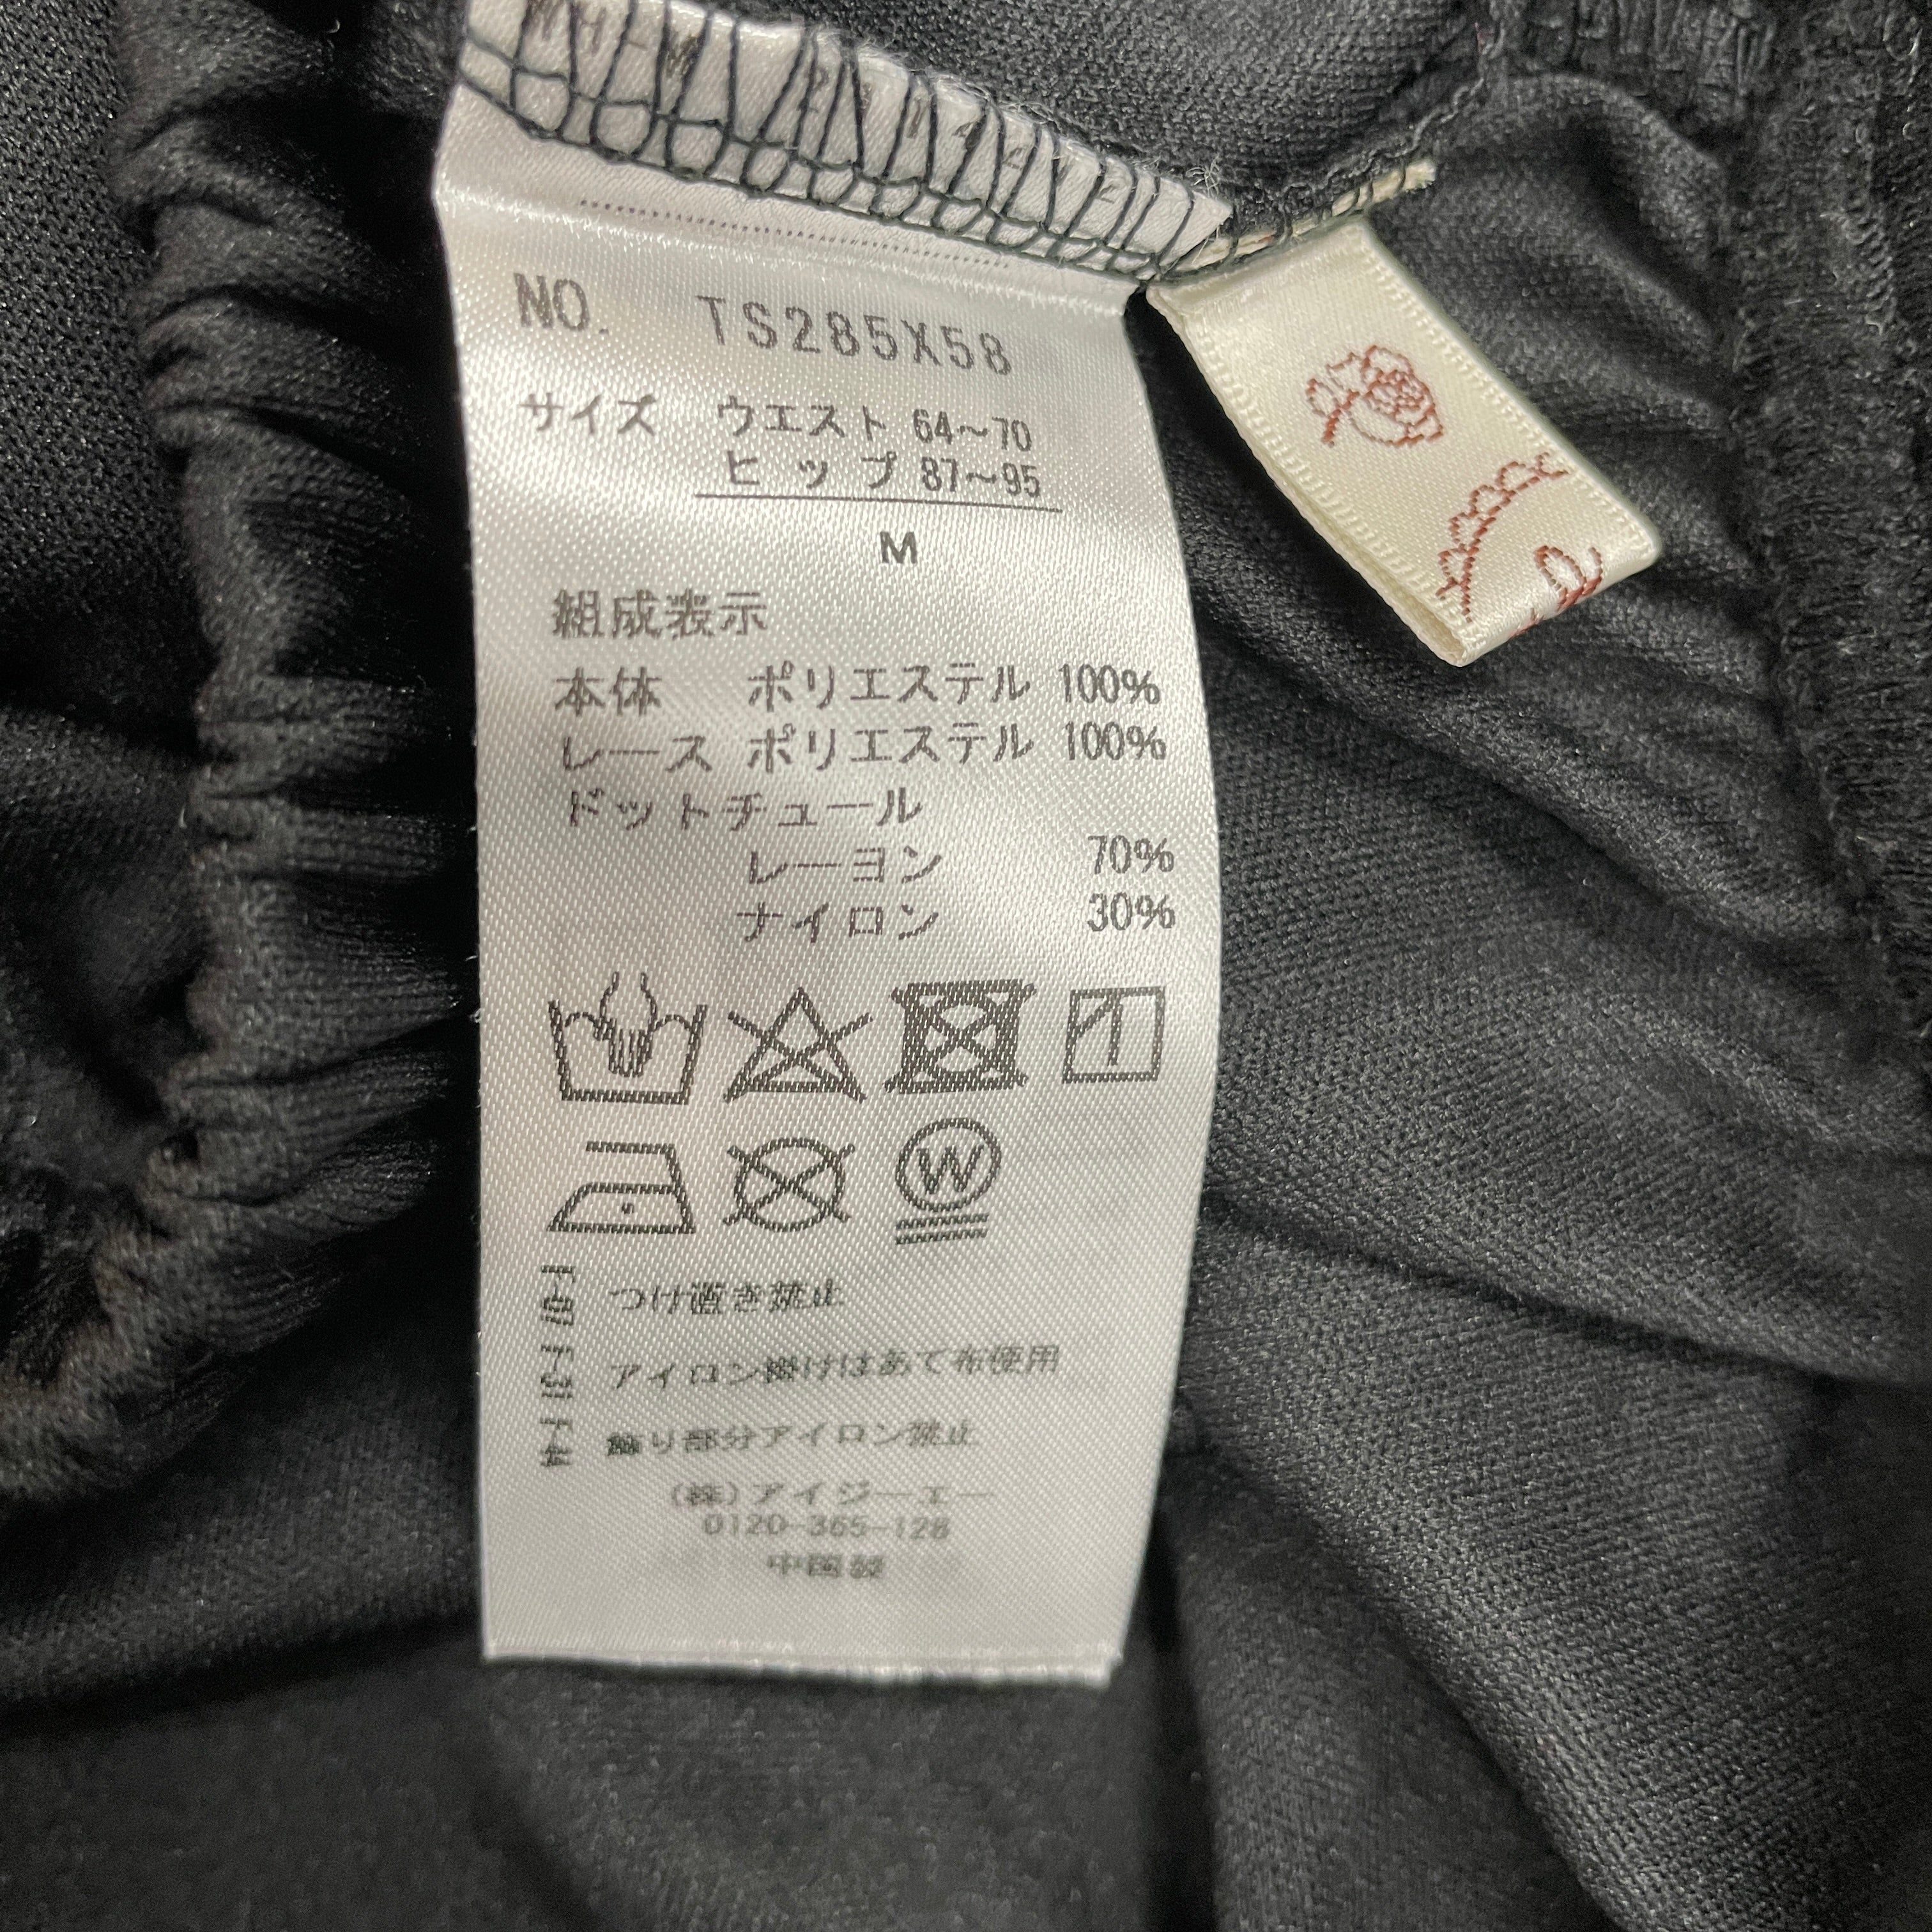 NO. TS285X58
サイズ ウエスト 64〜70
ヒップ 87〜95
M
組成表示
本体 ポリエステル 100%
レース ポリエステル 100%
ドットチュール
レーヨン 70%
ナイロン 30%
W
つけ置き禁止
アイロン掛けはあて布使用
飾り部分アイロン禁止
F-07 F-31 F-44
(株)アイジーエー
0120-365-128
中国製